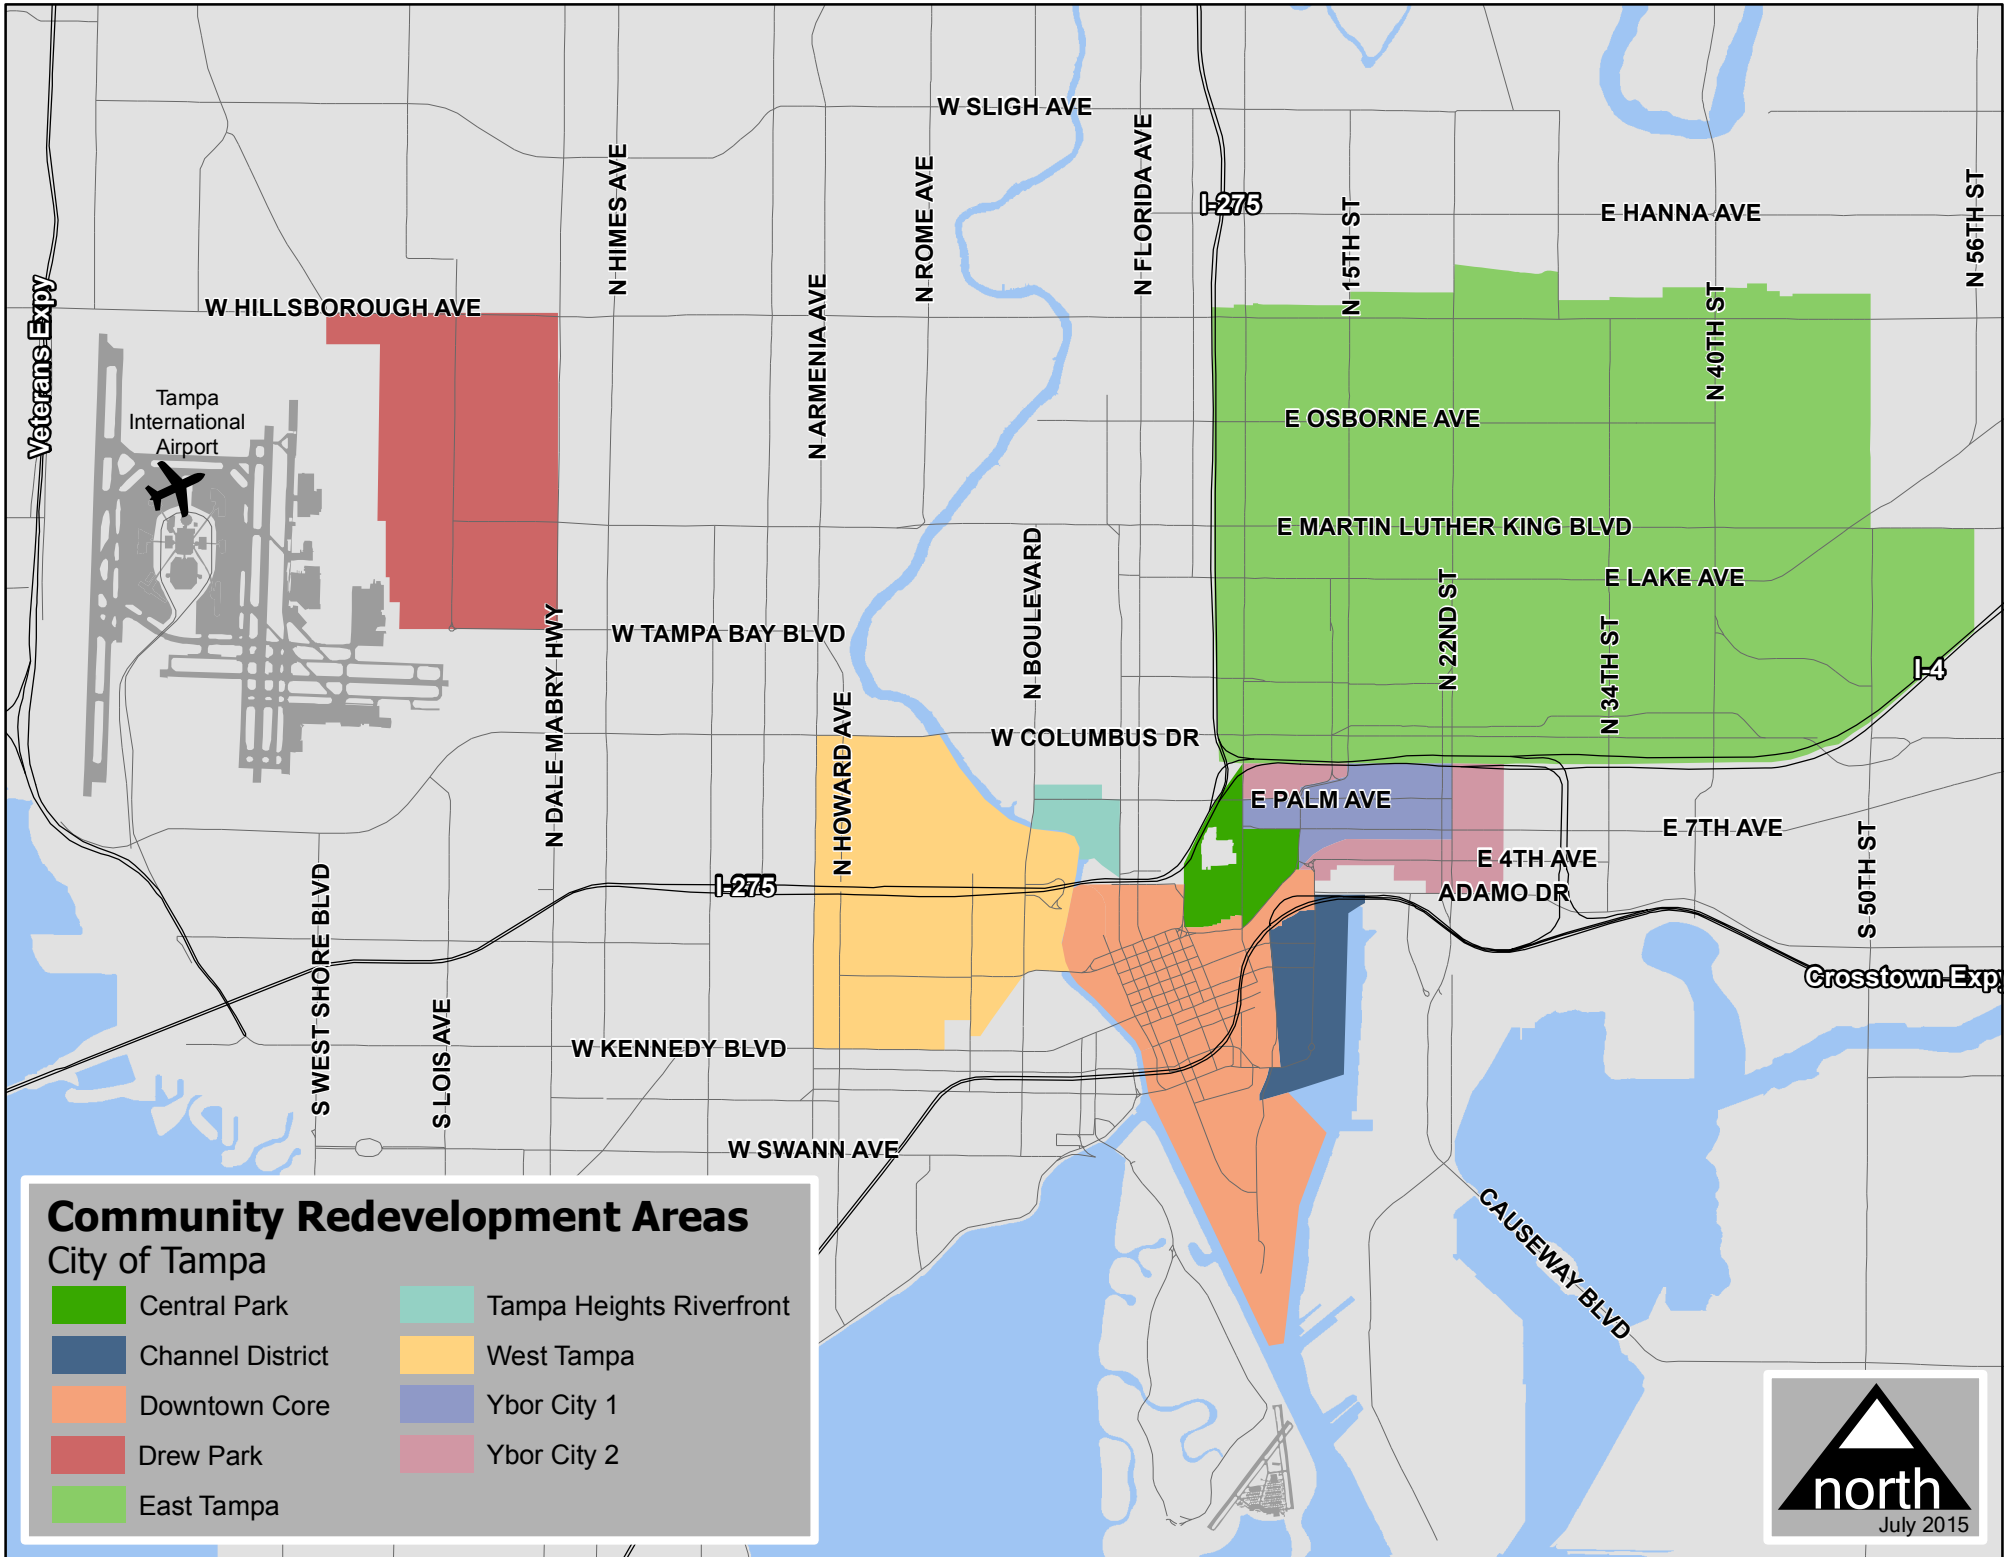 W SLIGH AVE
N HIMES AVE
N ROME AVE
N FLORIDA AVE
I-275
N 15TH ST
E HANNA AVE
N 56TH ST
Veterans Expy
W HILLSBOROUGH AVE
N ARMENIA AVE
N 40TH ST
Tampa
International
Airport
E OSBORNE AVE
E MARTIN LUTHER KING BLVD
N BOULEVARD
E LAKE AVE
N 22ND ST
N DALE MABRY HWY
W TAMPA BAY BLVD
N 34TH ST
I-4
N HOWARD AVE
W COLUMBUS DR
E PALM AVE
E 7TH AVE
S 50TH ST
E 4TH AVE
I-275
ADAMO DR
S WEST SHORE BLVD
S LOIS AVE
Crosstown Expy
W KENNEDY BLVD
W SWANN AVE
CAUSEWAY BLVD
Community Redevelopment Areas
City of Tampa
Central Park
Channel District
Downtown Core
Drew Park
East Tampa
Tampa Heights Riverfront
West Tampa
Ybor City 1
Ybor City 2
north
July 2015